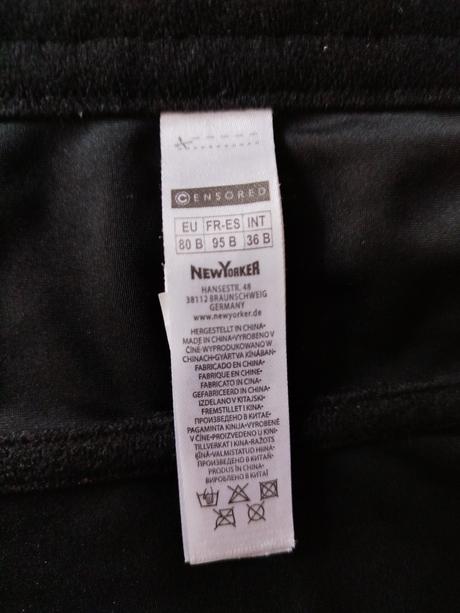 © ENSORED
EU FR-ES INT
80 B 95 B 36 B
NEWYORKER
HANSESTR. 48
38112 BRAUNSCHWEIG
GERMANY
www.newyorker.de
HERGESTELLT IN CHINA•
MADE IN CHINA•VYROBENO V
ČÍNĚ•WYPRODUKOWANO W
CHINACH•GYÁRTVA KÍNÁBAN•
FABRICADO EN CHINA•
FABRIQUE EN CHINE•
FABRICATO IN CINA•
GEFABRICEERD IN CHINA•
IZDELANO V KITAJSKI•
FREMSTILLET I KINA•
ПРОИЗВЕДЕНО В КИТАЕ•
PAGAMINTA KINIJA•VYROBENÉ
V ČÍNE•PROIZVEDENO U KINI•
TILLVERKAT I KINA•RAŽOTS
ĶĪNĀ•VALMISTATUD HIINA•
ПРОИЗВЕДЕНО В КИТАЙ•
PRODUS ÎN CHINA•
ВИРОБЛЕНО В КИТАЇ